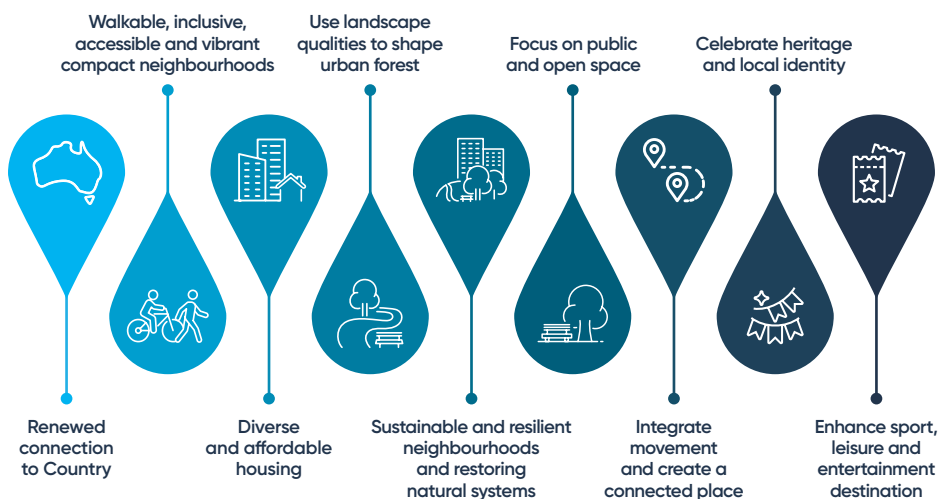 Walkable, inclusive,
accessible and vibrant
compact neighbourhoods
Use landscape
qualities to shape
urban forest
Focus on public
and open space
Celebrate heritage
and local identity
Renewed
connection
to Country
Diverse
and affordable
housing
Sustainable and resilient
neighbourhoods
and restoring
natural systems
Integrate
movement
and create a
connected place
Enhance sport,
leisure and
entertainment
destination